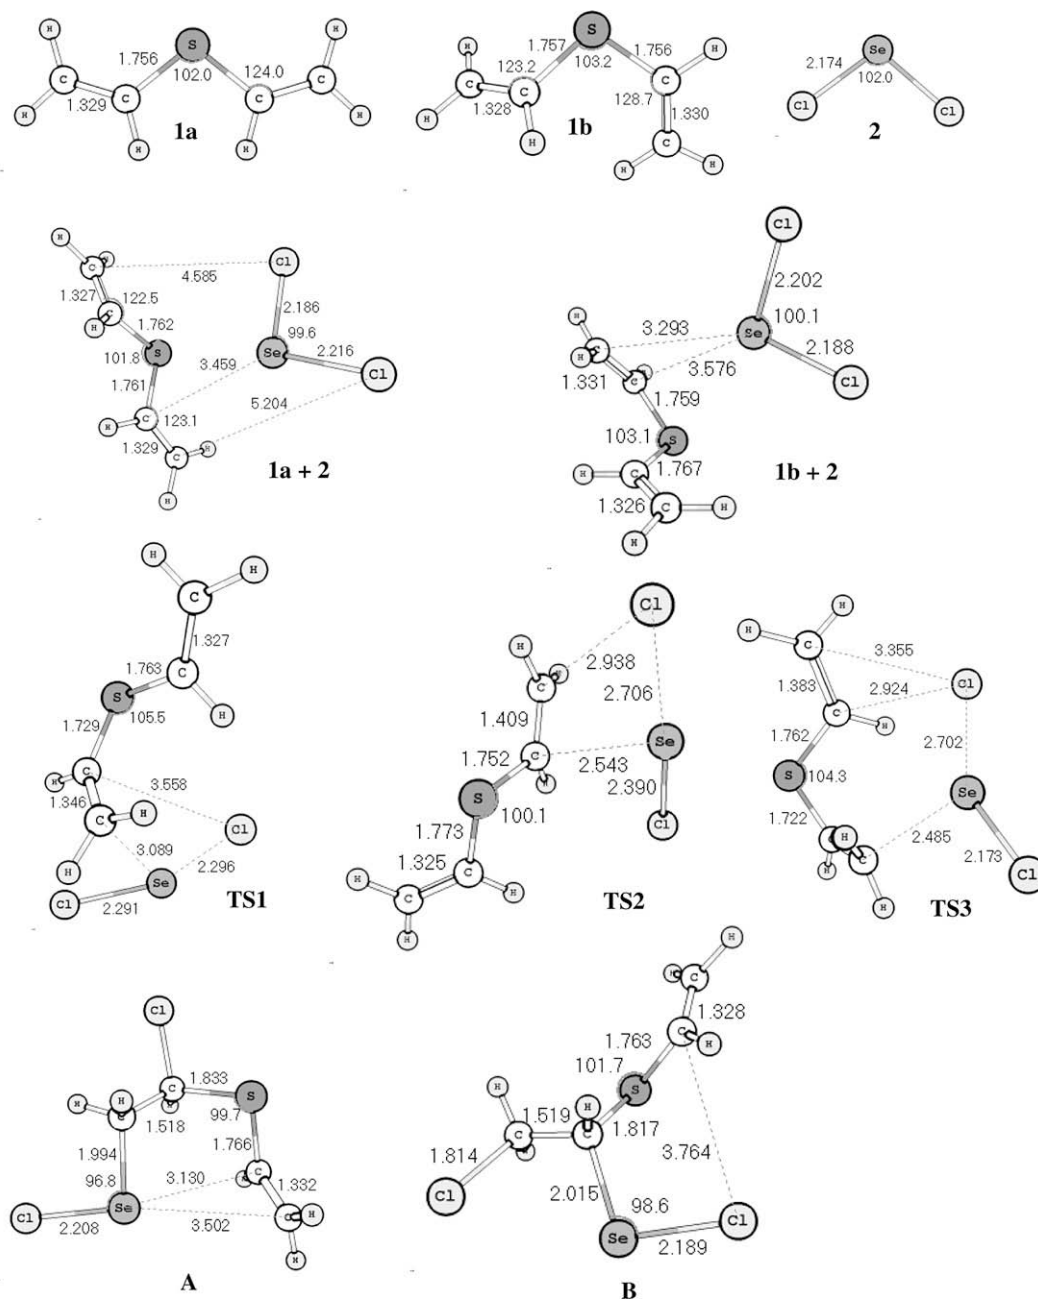 H H S H H
1.756 1.329 102.0 124.0
C C C C
H H H H
1a
H S H
1.757 1.756
123.2 103.2
C C C
H 1.328 128.7 1.330
H C
H H
1b
Se
2.174 102.0
Cl Cl
2
H H Cl
C 4.585
1.327 122.5 2.186
H C 99.6
1.762 Se 2.216
101.8 S 3.459 Cl
1.761
C 123.1 5.204
H H
1.329 C
H
1a + 2
Cl
2.202
H 3.293 Se 100.1
H C 2.188
1.331 H 3.576
C Cl
1.759
103.1 S
H C 1.767
1.326 C H
H
1b + 2
H H
C
1.327
1.763 C
S 105.5 H
1.729
C
H 3.558
1.346 H
C Cl
3.089
H 2.296
Se
Cl 2.291
TS1
Cl
H 2.938
H
C 2.706
1.409
C Se
1.752 2.543
H 2.390
S
100.1 Cl
1.773
1.325 C
H H
C
H
TS2
H H
C 3.355
1.383 Cl
2.924
C H
1.762 2.702
S 104.3
Se
1.722
C H 2.485
H C 2.173
H Cl
TS3
Cl
1.833 S
H C 99.7
H H
C 1.518
1.766
1.994
96.8 3.130 H C
Se 1.332
Cl 2.208 3.502 H
H
A
H
H C
1.328
C
1.763 H
101.7
S
H H
1.519
C C 1.817
H 3.764
1.814
2.015
Cl 98.6 Cl
Se 2.189
B